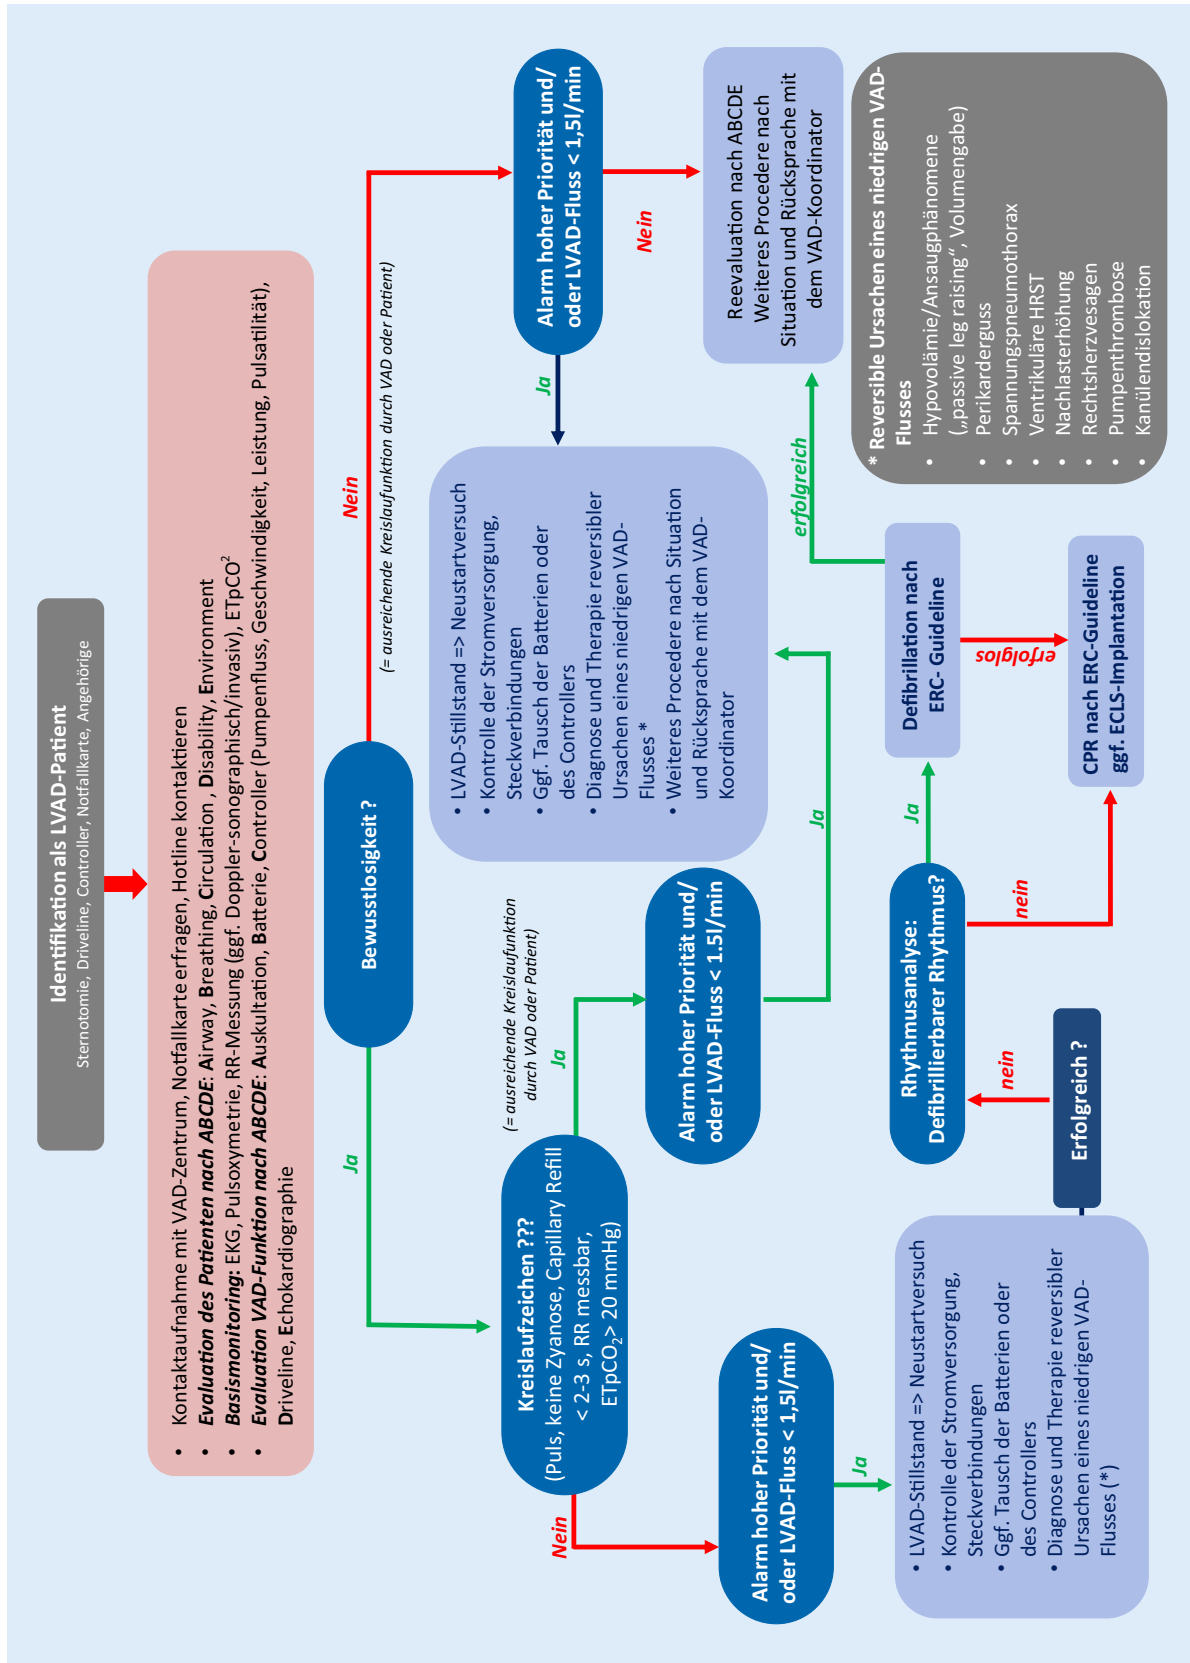 Identifikation als LVAD-Patient
Sternotomie, Driveline, Controller, Notfallkarte, Angehörige
• Kontaktaufnahme mit VAD-Zentrum, Notfallkarte erfragen, Hotline kontaktieren
• Evaluation des Patienten nach ABCDE: Airway, Breathing, Circulation , Disability, Environment
• Basismonitoring: EKG, Pulsoxymetrie, RR-Messung (ggf. Doppler-sonographisch/invasiv), ETpCO²
• Evaluation VAD-Funktion nach ABCDE: Auskultation, Batterie, Controller (Pumpenfluss, Geschwindigkeit, Leistung, Pulsatilität),
Driveline, Echokardiographie
Bewusstlosigkeit ?
Ja
Nein
(= ausreichende Kreislaufunktion durch VAD oder Patient)
Kreislaufzeichen ???
(Puls, keine Zyanose, Capillary Refill
< 2-3 s, RR messbar,
ETpCO₂> 20 mmHg)
(= ausreichende Kreislaufunktion
durch VAD oder Patient)
Nein
Ja
Alarm hoher Priorität und/
oder LVAD-Fluss < 1,5l/min
Ja
Nein
• LVAD-Stillstand => Neustartversuch
• Kontrolle der Stromversorgung,
Steckverbindungen
• Ggf. Tausch der Batterien oder
des Controllers
• Diagnose und Therapie reversibler
Ursachen eines niedrigen VAD-
Flusses *
• Weiteres Procedere nach Situation
und Rücksprache mit dem VAD-
Koordinator
Alarm hoher Priorität und/
oder LVAD-Fluss < 1.5l/min
Ja
Reevaluation nach ABCDE
Weiteres Procedere nach
Situation und Rücksprache mit
dem VAD-Koordinator
Alarm hoher Priorität und/
oder LVAD-Fluss < 1,5l/min
Ja
• LVAD-Stillstand => Neustartversuch
• Kontrolle der Stromversorgung,
Steckverbindungen
• Ggf. Tausch der Batterien oder
des Controllers
• Diagnose und Therapie reversibler
Ursachen eines niedrigen VAD-
Flusses (*)
Erfolgreich ?
nein
Rhythmusanalyse:
Defibrillierbarer Rhythmus?
Ja
nein
Defibrillation nach
ERC- Guideline
erfolgreich
erfolglos
CPR nach ERC-Guideline
ggf. ECLS-Implantation
* Reversible Ursachen eines niedrigen VAD-
Flusses
• Hypovolämie/Ansaugphänomene
(„passive leg raising“, Volumengabe)
• Perikarderguss
• Spannungspneumothorax
• Ventrikuläre HRST
• Nachlasterhöhung
• Rechtsherzvesagen
• Pumpenthrombose
• Kanülendislokation